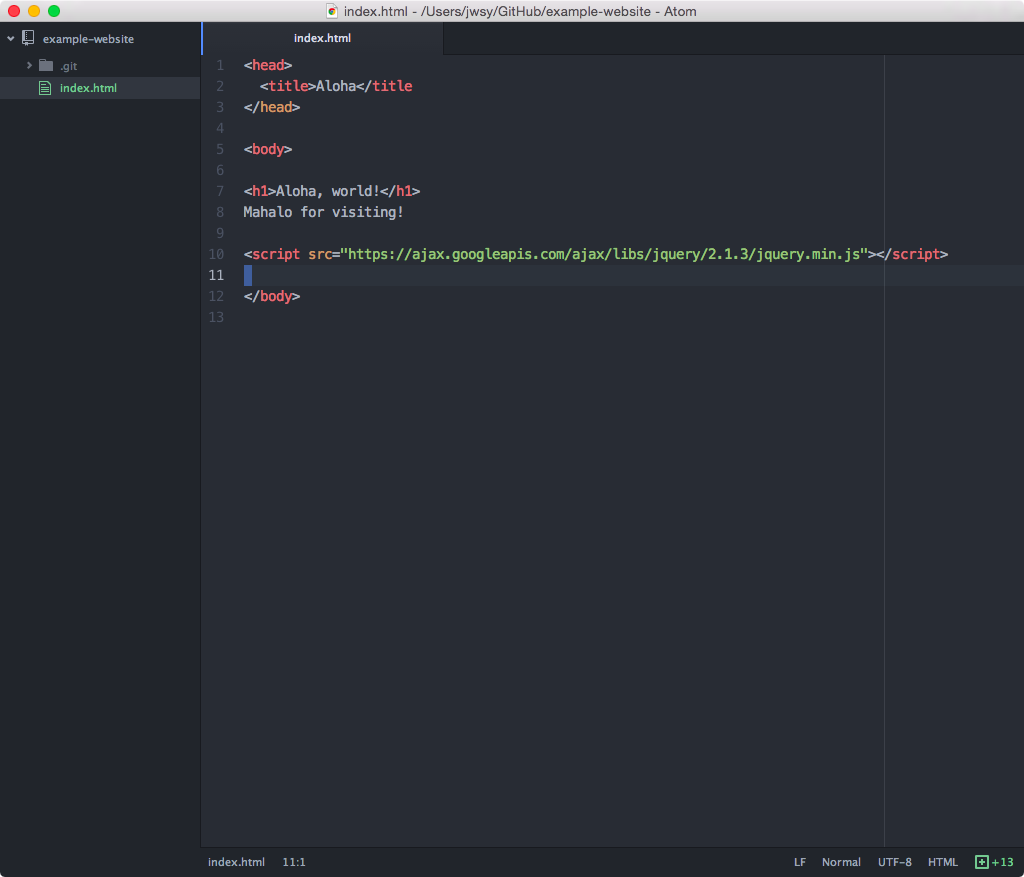 index.html - /Users/jwsy/GitHub/example-website - Atom
example-website
.git
index.html
index.html
1 <head>
2   <title>Aloha</title
3 </head>
4
5 <body>
6
7 <h1>Aloha, world!</h1>
8 Mahalo for visiting!
9
10 <script src="https://ajax.googleapis.com/ajax/libs/jquery/2.1.3/jquery.min.js"></script>
11
12 </body>
13
index.html 11:1 LF Normal UTF-8 HTML +13